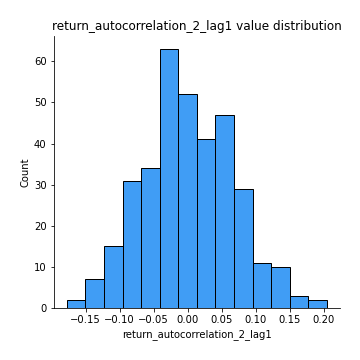 return_autocorrelation_2_lag1 value distribution
60
50
40
30
20
10
0
Count
−0.15 −0.10 −0.05 0.00 0.05 0.10 0.15 0.20
return_autocorrelation_2_lag1